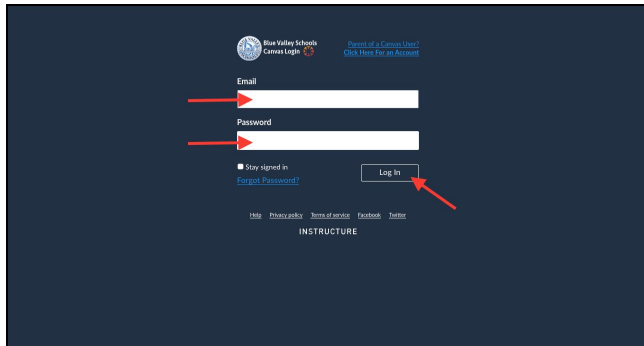 Blue Valley Schools
Canvas Login
Parent of a Canvas User?
Click Here For an Account
Email
Password
Stay signed in
Log In
Forgot Password?
Help Privacy policy Terms of service Facebook Twitter
INSTRUCTURE